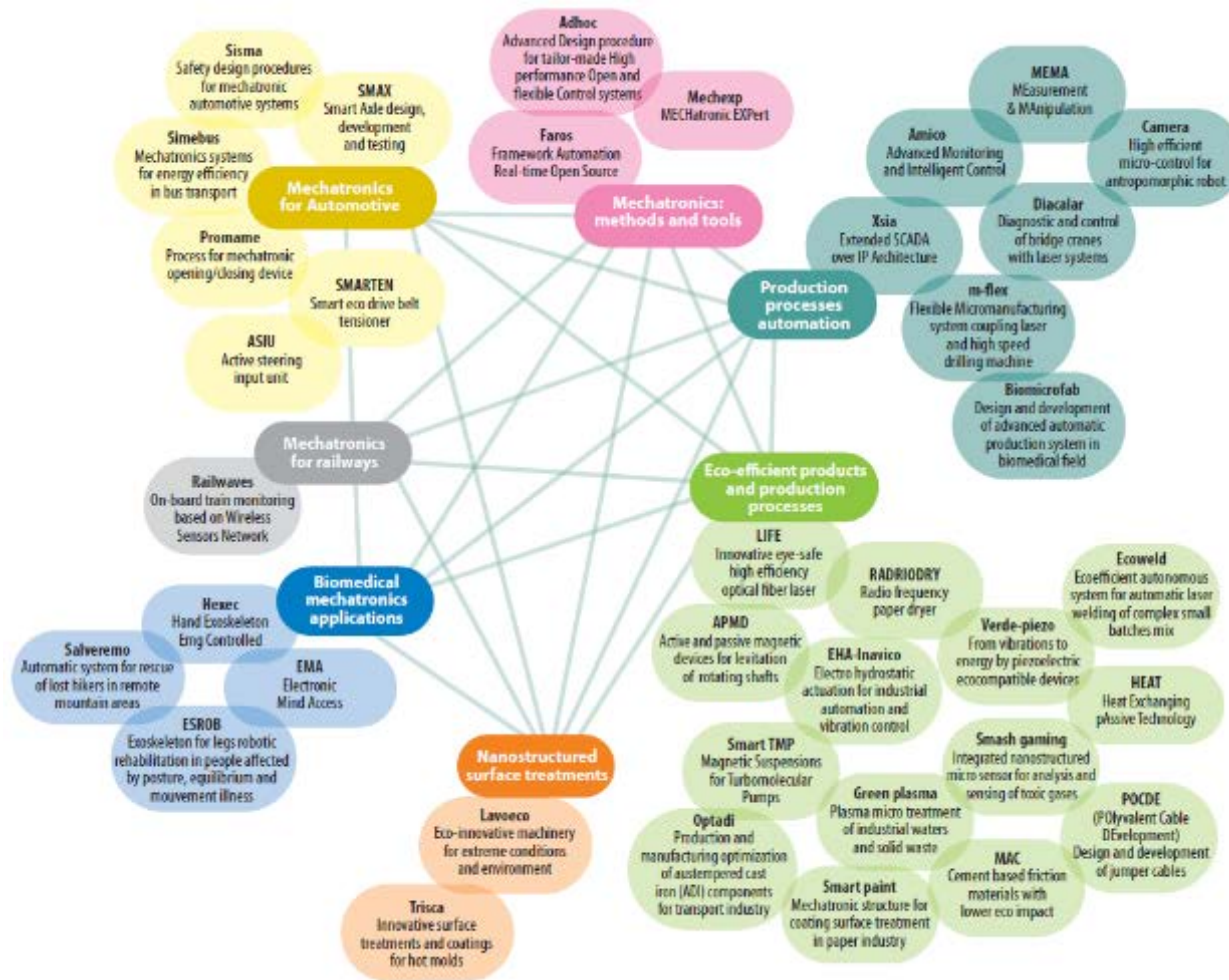 Sisma
Safety design procedures
for mechatronic
automotive systems
SMAX
Smart Axle design,
development
and testing
Simebus
Mechatronics systems
for energy efficiency
in bus transport
Mechatronics
for Automotive
Promame
Process for mechatronic
opening/closing device
SMARTEN
Smart eco drive belt
tensioner
ASIU
Active steering
input unit
Adhoc
Advanced Design procedure
for tailor-made High
performance Open and
flexible Control systems
Mechexp
MECHatronic EXPert
Faros
Framework Automation
Real-time Open Source
Mechatronics:
methods and tools
MEMA
MEasurement
& MAnipulation
Amico
Advanced Monitoring
and Intelligent Control
Camera
High efficient
micro-control for
antropomorphic robot
Xsia
Extended SCADA
over IP Architecture
Diacalar
Diagnostic and control
of bridge cranes
with laser systems
Production
processes
automation
m-flex
Flexible Micromanufacturing
system coupling laser
and high speed
drilling machine
Biomicrofab
Design and development
of advanced automatic
production system in
biomedical field
Mechatronics
for railways
Railwaves
On-board train monitoring
based on Wireless
Sensors Network
Eco-efficient products
and production
processes
LIFE
Innovative eye-safe
high efficiency
optical fiber laser
RADRIODRY
Radio frequency
paper dryer
Ecoweld
Ecoefficient autonomous
system for automatic laser
welding of complex small
batches mix
APMD
Active and passive magnetic
devices for levitation
of rotating shafts
EHA-Inavico
Electro hydrostatic
actuation for industrial
automation and
vibration control
Verde-piezo
From vibrations to
energy by piezoelectric
ecocompatible devices
HEAT
Heat Exchanging
pAssive Technology
Smart TMP
Magnetic Suspensions
for Turbomolecular
Pumps
Smash gaming
Integrated nanostructured
micro sensor for analysis and
sensing of toxic gases
Green plasma
Plasma micro treatment
of industrial waters
and solid waste
POCDE
(POlyvalent Cable
DEvelopment)
Design and development
of jumper cables
Optadi
Production and
manufacturing optimization
of austempered cast
iron (ADI) components
for transport industry
MAC
Cement based friction
materials with
lower eco impact
Smart paint
Mechatronic structure for
coating surface treatment
in paper industry
Biomedical
mechatronics
applications
Hexec
Hand Exoskeleton
Emg Controlled
Salveremo
Automatic system for rescue
of lost hikers in remote
mountain areas
EMA
Electronic
Mind Access
ESROB
Exoskeleton for legs robotic
rehabilitation in people affected
by posture, equilibrium and
mouvement illness
Nanostructured
surface treatments
Lavoeco
Eco-innovative machinery
for extreme conditions
and environment
Trisca
Innovative surface
treatments and coatings
for hot molds